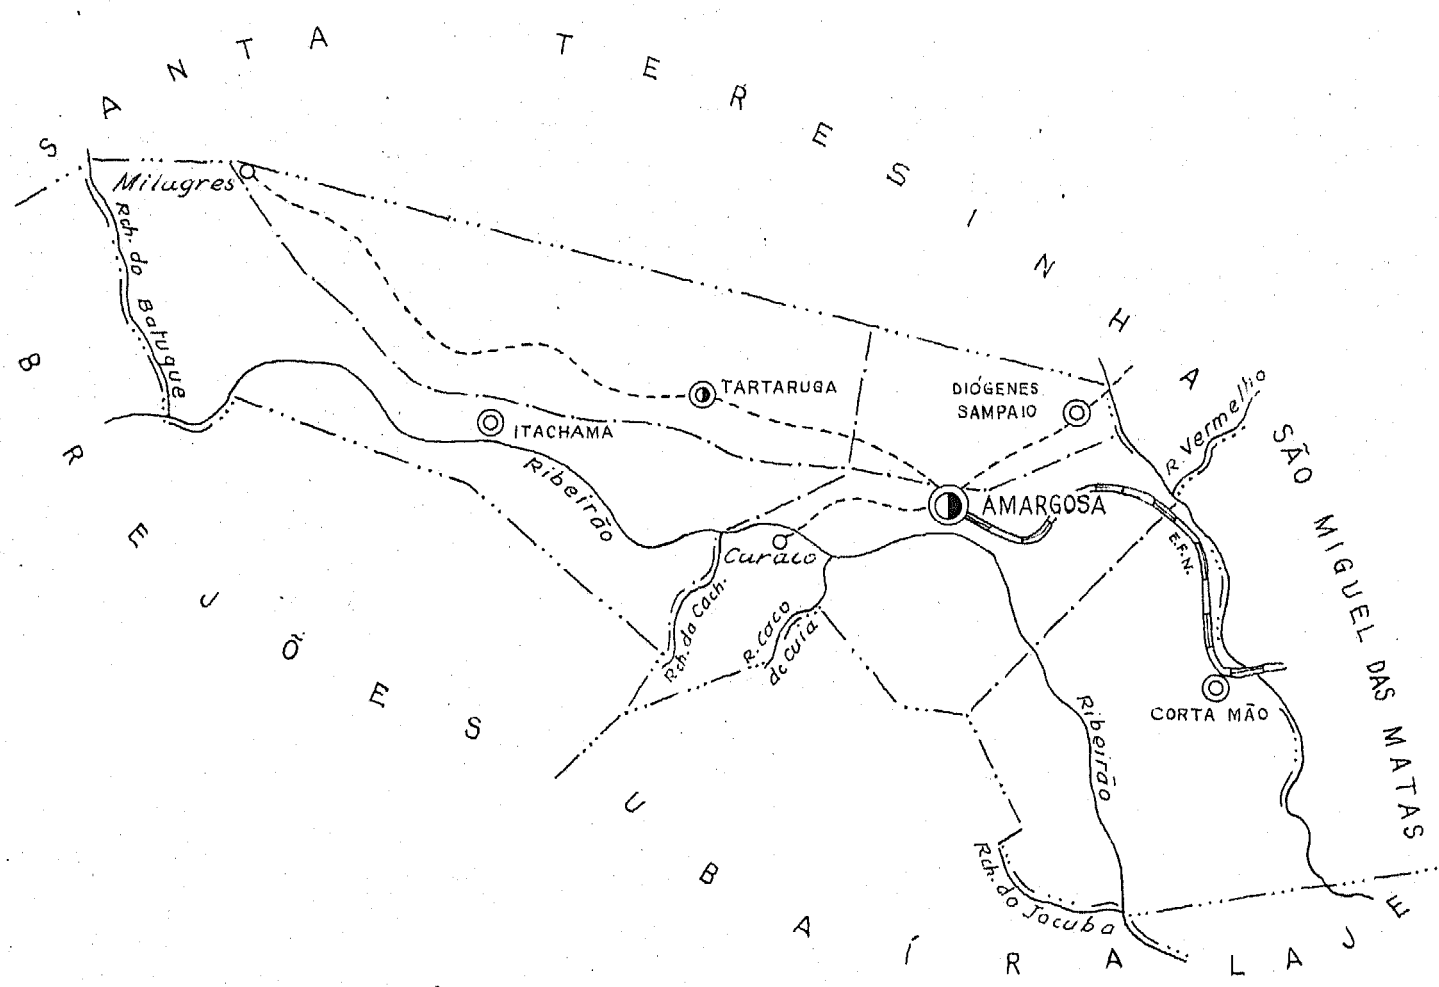 SANTA TERESINHA
Milagres
Rch. do Batuque
BREJÕES
TARTARUGA
DIÓGENES
SAMPAIO
ITACHAMA
Ribeirão
R. Vermelho
AMARGOSA
E.F.N.
SÃO MIGUEL DAS MATAS
Rch. da Cach.
R. Caco
de Cuia
CORTA MÃO
Ribeirão
Rch. do Jacuba
UBAÍRA
LAJE